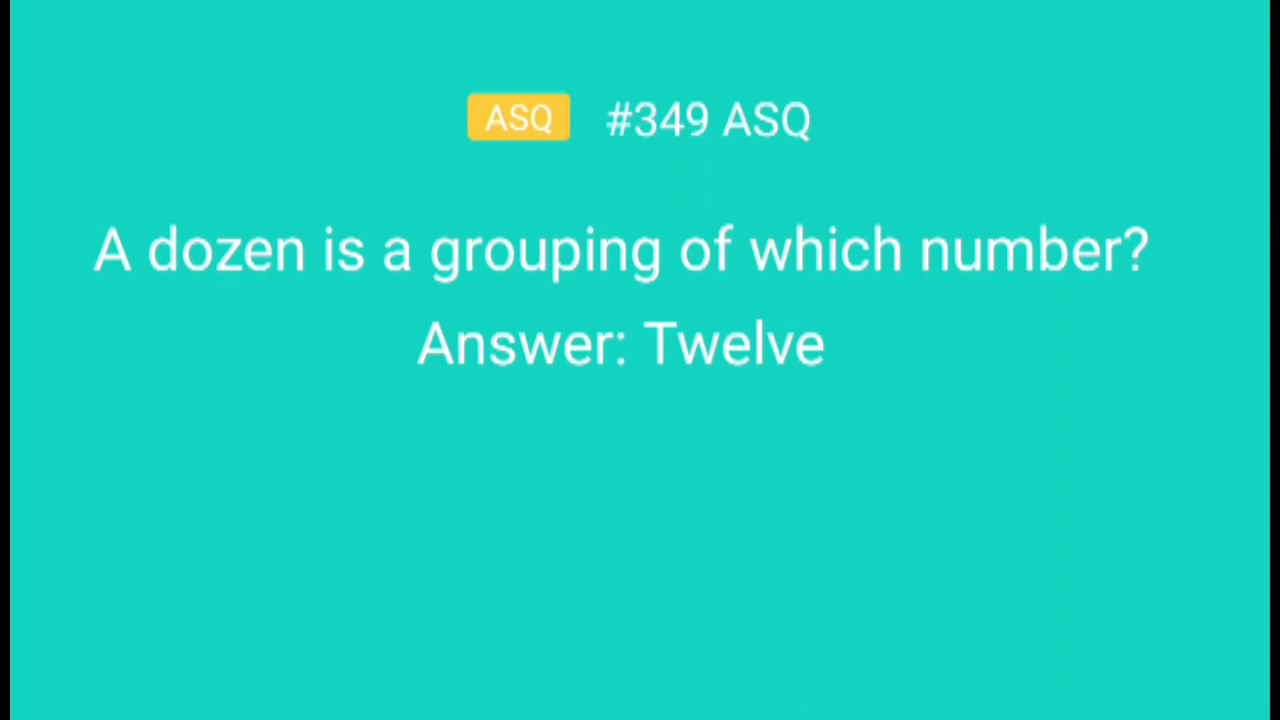 ASQ #349 ASQ
A dozen is a grouping of which number?
Answer: Twelve